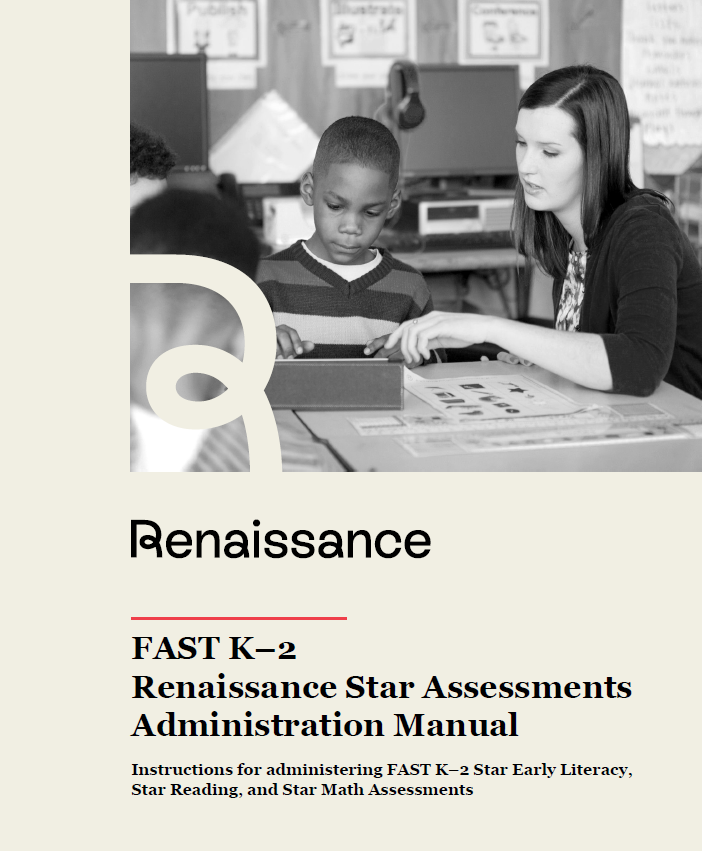 Publish
Illustrate
Conference
Renaissance
FAST K–2
Renaissance Star Assessments
Administration Manual
Instructions for administering FAST K–2 Star Early Literacy,
Star Reading, and Star Math Assessments